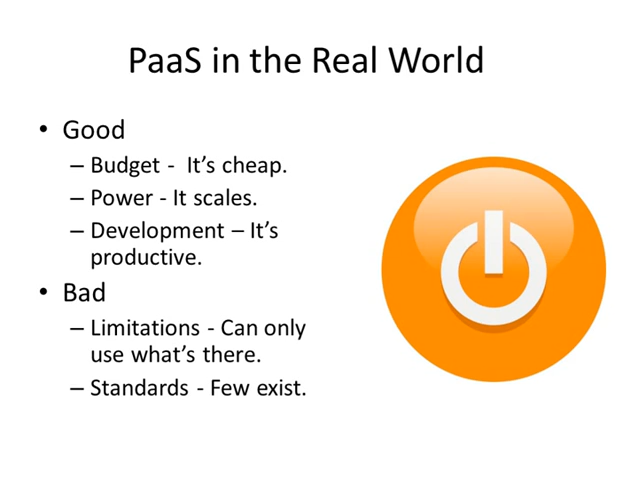 PaaS in the Real World
• Good
– Budget -  It's cheap.
– Power - It scales.
– Development – It's
productive.
• Bad
– Limitations - Can only
use what's there.
– Standards - Few exist.